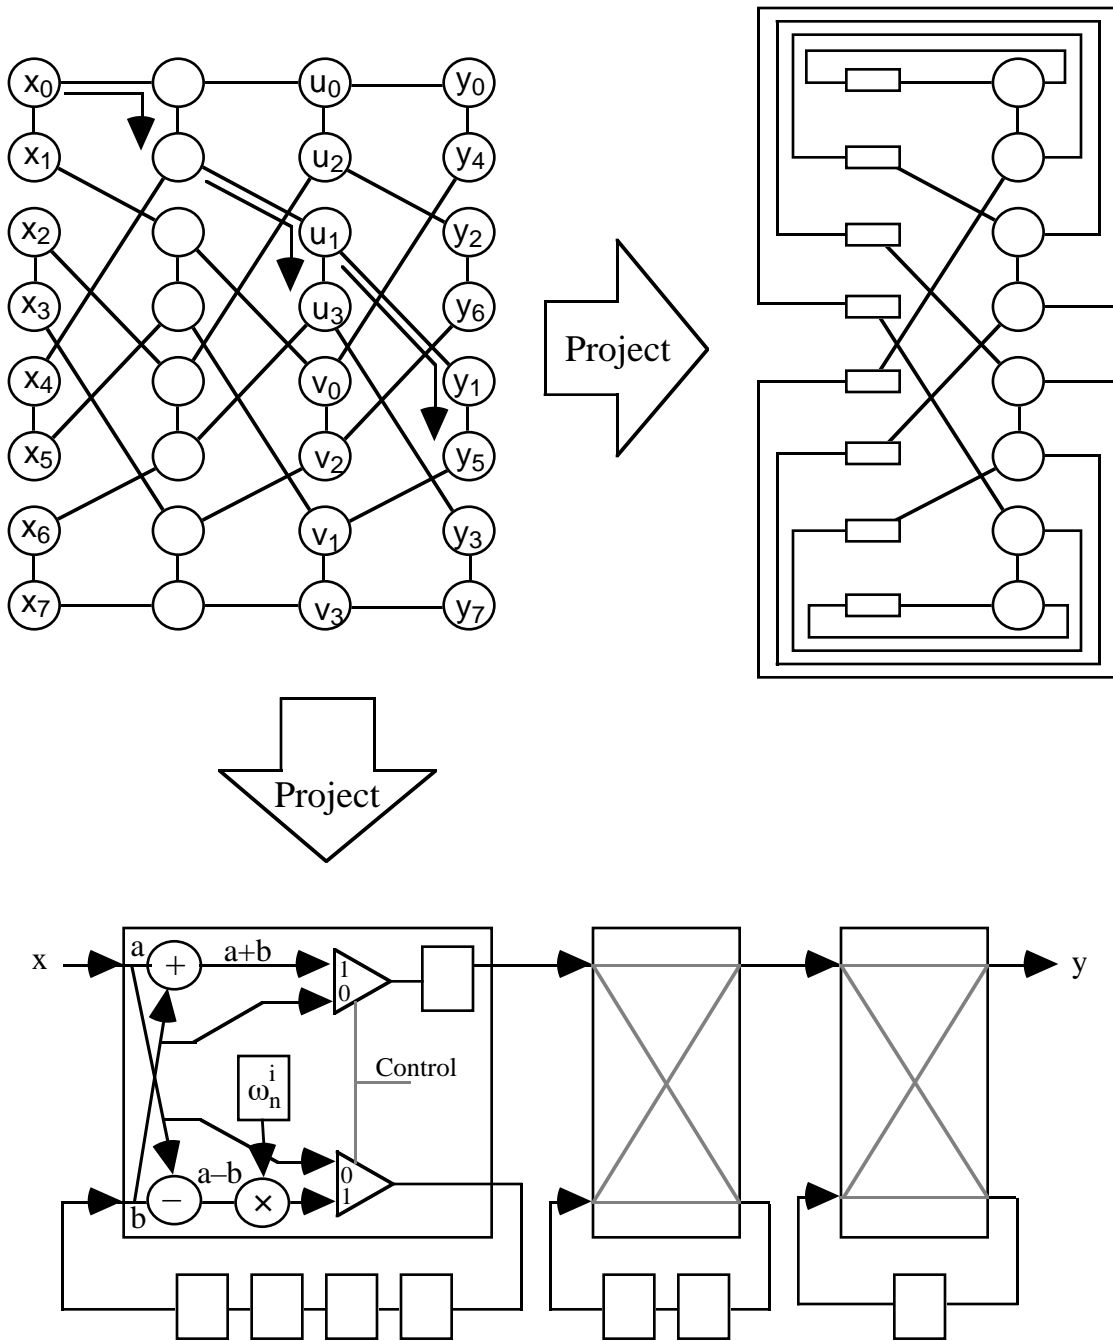 x0 u0 y0
x1 u2 y4
x2 u1 y2
x3 u3 y6
x4 v0 y1
x5 v2 y5
x6 v1 y3
x7 v3 y7
Project
Project
x a + a+b 1 y
0
Control
ω_n^i
a–b 0
b − × 1